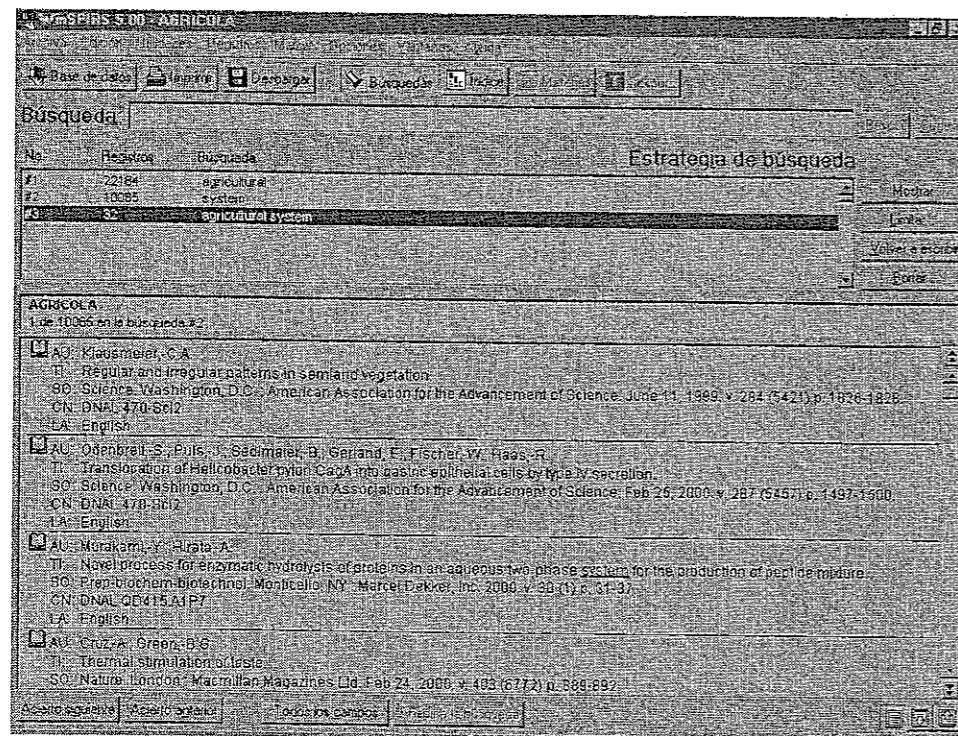 WinSPIRS 5.00 - AGRICOLA
Base de datos Imprimir Descargar Búsquedas Indice
Búsqueda:
No. Registros Búsqueda Estrategia de búsqueda
#1 22184 agricultural
#2 10055 system
#3 32 agricultural system
Mostrar
Limitar
Volver a
Borrar
AGRICOLA
1 de 10055 en la búsqueda #2
AU: Klausmeier,-C.A.
TI: Regular and irregular patterns in semiarid vegetation.
SO: Science. Washington, D.C. : American Association for the Advancement of Science. June 11, 1999. v. 284 (5421) p. 1826-1828.
CN: DNAL 470-Sci2
LA: English
AU: Odenbreit,-S.; Puls,-J.; Sedlmaier,-B.; Gerland,-E.; Fischer,-W.; Haas,-R.
TI: Translocation of Helicobacter pylori CagA into gastric epithelial cells by type IV secretion.
SO: Science. Washington, D.C. : American Association for the Advancement of Science. Feb 25, 2000. v. 287 (5457) p. 1497-1500.
CN: DNAL 470-Sci2
LA: English
AU: Murakami,-Y.; Hirata,-A.
TI: Novel process for enzymatic hydrolysis of proteins in an aqueous two-phase system for the production of peptide mixture.
SO: Prep-biochem-biotechnol. Monticello, NY : Marcel Dekker, Inc. 2000. v. 30 (1) p. 31-37.
CN: DNAL QD415.A1P7
LA: English
AU: Cruz,-A.; Green,-B.G.
TI: Thermal stimulation of taste.
SO: Nature. London : Macmillan Magazines Ltd. Feb 24, 2000. v. 403 (6772) p. 889-892.
Acierto siguiente Acierto anterior Todos los campos